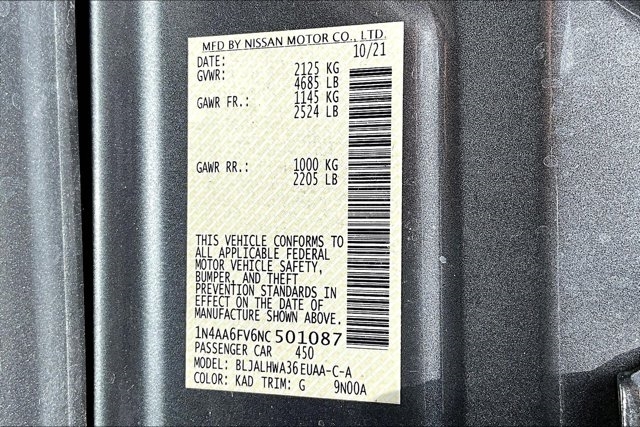 MFD BY NISSAN MOTOR CO., LTD.
DATE: 10/21
GVWR: 2125 KG
4685 LB
GAWR FR.: 1145 KG
2524 LB
GAWR RR.: 1000 KG
2205 LB
THIS VEHICLE CONFORMS TO
ALL APPLICABLE FEDERAL
MOTOR VEHICLE SAFETY,
BUMPER, AND THEFT
PREVENTION STANDARDS IN
EFFECT ON THE DATE OF
MANUFACTURE SHOWN ABOVE.
1N4AA6FV6NC501087
PASSENGER CAR 450
MODEL: BLJALHWA36EUAA-C-A
COLOR: KAD TRIM: G 9N00A